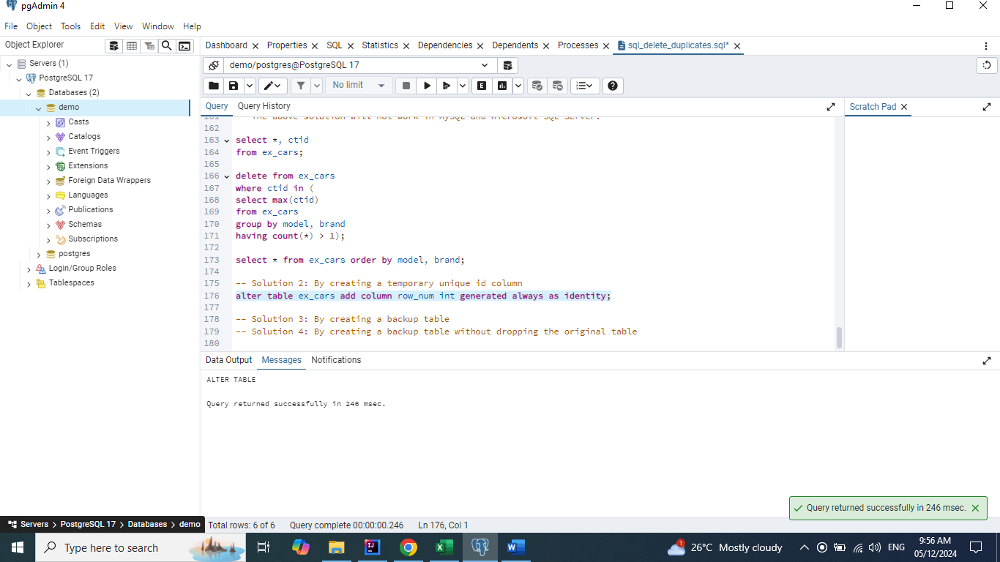 pgAdmin 4
File Object Tools Edit View Window Help
Object Explorer
Servers (1)
PostgreSQL 17
Databases (2)
demo
Casts
Catalogs
Event Triggers
Extensions
Foreign Data Wrappers
Languages
Publications
Schemas
Subscriptions
postgres
Login/Group Roles
Tablespaces
Dashboard Properties SQL Statistics Dependencies Dependents Processes sql_delete_duplicates.sql*
demo/postgres@PostgreSQL 17
No limit
E
Query Query History
Scratch Pad
161 The above solution will not work in MySQL and Microsoft SQL Server.
162
163 select *, ctid
164 from ex_cars;
165
166 delete from ex_cars
167 where ctid in (
168 select max(ctid)
169 from ex_cars
170 group by model, brand
171 having count(*) > 1);
172
173 select * from ex_cars order by model, brand;
174
175 -- Solution 2: By creating a temporary unique id column
176 alter table ex_cars add column row_num int generated always as identity;
177
178 -- Solution 3: By creating a backup table
179 -- Solution 4: By creating a backup table without dropping the original table
180
Data Output Messages Notifications
ALTER TABLE
Query returned successfully in 246 msec.
Query returned successfully in 246 msec.
Servers > PostgreSQL 17 > Databases > demo
Total rows: 6 of 6 Query complete 00:00:00.246 Ln 176, Col 1
Type here to search
1
26°C Mostly cloudy
ENG
9:56 AM
05/12/2024